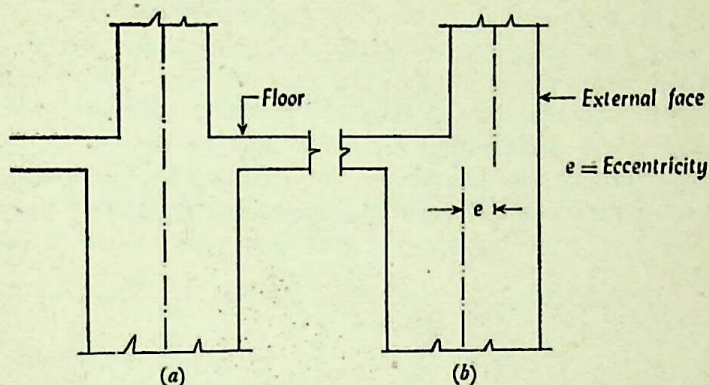 Floor
External face
e = Eccentricity
e
(a)
(b)